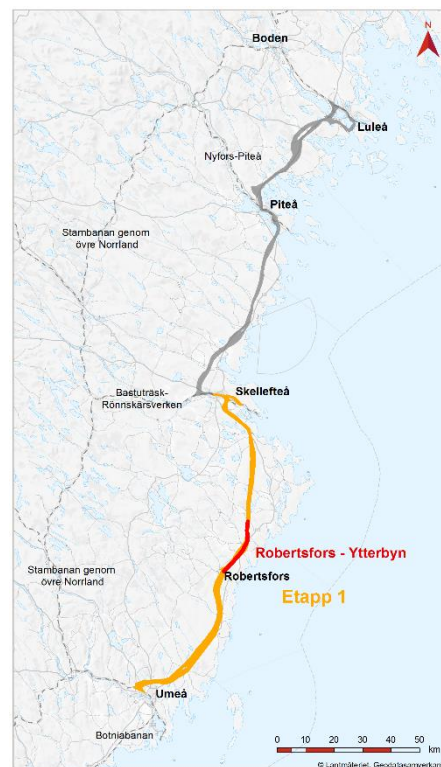 N
Boden
Luleå
Nyfors-Piteå
Piteå
Stambanan genom
övre Norrland
Bastuträsk-
Rönnskärsverken
Skellefteå
Robertsfors - Ytterbyn
Stambanan genom
övre Norrland
Robertsfors
Etapp 1
Umeå
Botniabanan
0 10 20 30 40 50
km
© Lantmäteriet, Geodatasamverkan